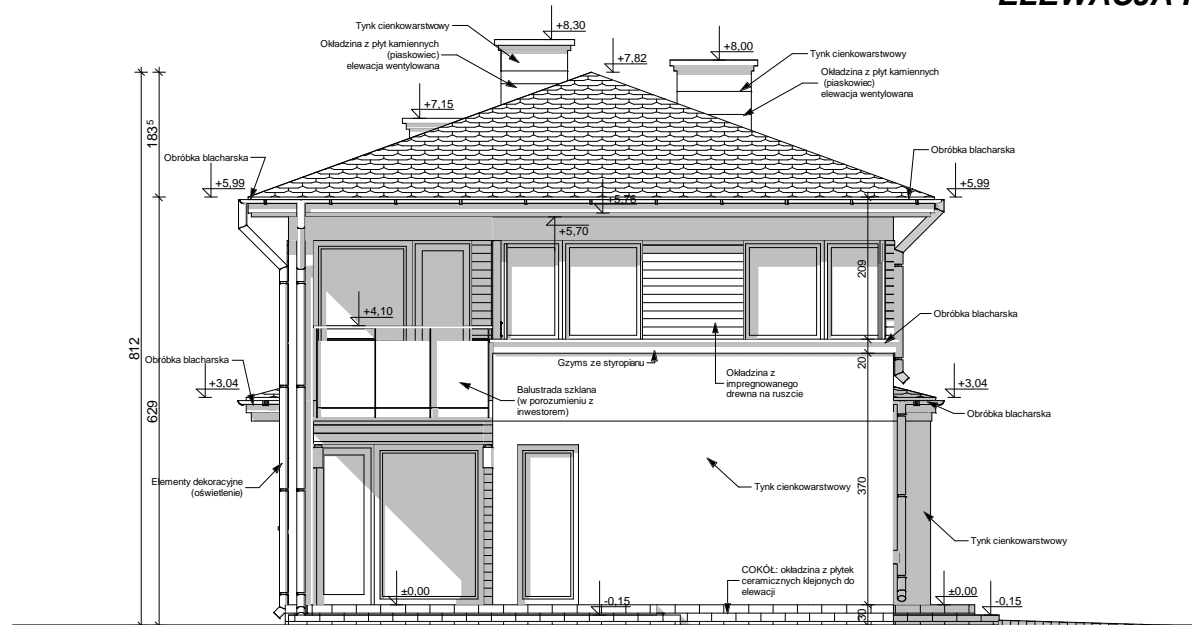 ELEWACJA
+8,30
Tynk cienkowarstwowy
Okładzina z płyt kamiennych
(piaskowiec)
elewacja wentylowana
+7,82
+8,00
Tynk cienkowarstwowy
Okładzina z płyt kamiennych
(piaskowiec)
elewacja wentylowana
+7,15
183⁵
Obróbka blacharska
Obróbka blacharska
+5,99
+5,99
+5,76
+5,70
209
+4,10
Obróbka blacharska
812
Obróbka blacharska
Gzyms ze styropianu
20
+3,04
Balustrada szklana
(w porozumieniu z
inwestorem)
Okładzina z
impregnowanego
drewna na ruszcie
+3,04
Obróbka blacharska
629
Elementy dekoracyjne
(oświetlenie)
Tynk cienkowarstwowy
370
Tynk cienkowarstwowy
COKÓŁ: okładzina z płytek
ceramicznych klejonych do
elewacji
±0,00
-0,15
±0,00
-0,15
30